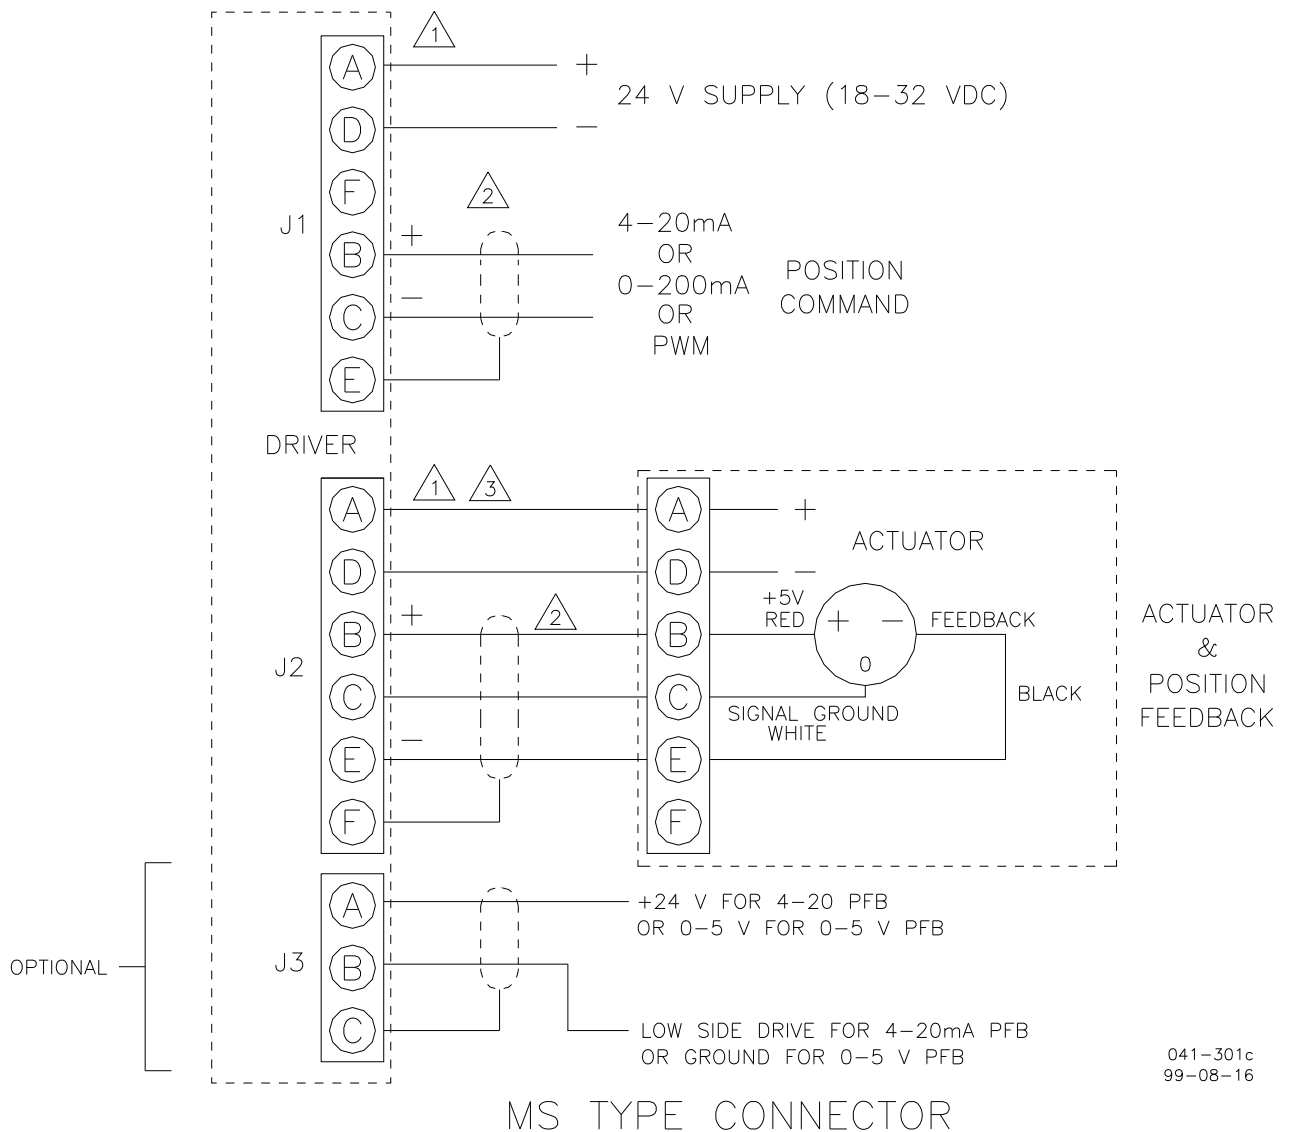 1
A
+
24 V SUPPLY (18-32 VDC)
D
-
F
2
J1
4-20mA
+
B
OR
POSITION
-
0-200mA
COMMAND
C
OR
PWM
E
DRIVER
1 3
A A +
ACTUATOR
D D -
+5V
RED
+ - FEEDBACK
0
ACTUATOR
&
POSITION
FEEDBACK
+
2
B B
J2
C C
SIGNAL GROUND
WHITE
BLACK
-
E E
F F
OPTIONAL
J3
A
+24 V FOR 4-20 PFB
OR 0-5 V FOR 0-5 V PFB
B
C
LOW SIDE DRIVE FOR 4-20mA PFB
OR GROUND FOR 0-5 V PFB
041-301c
99-08-16
MS TYPE CONNECTOR